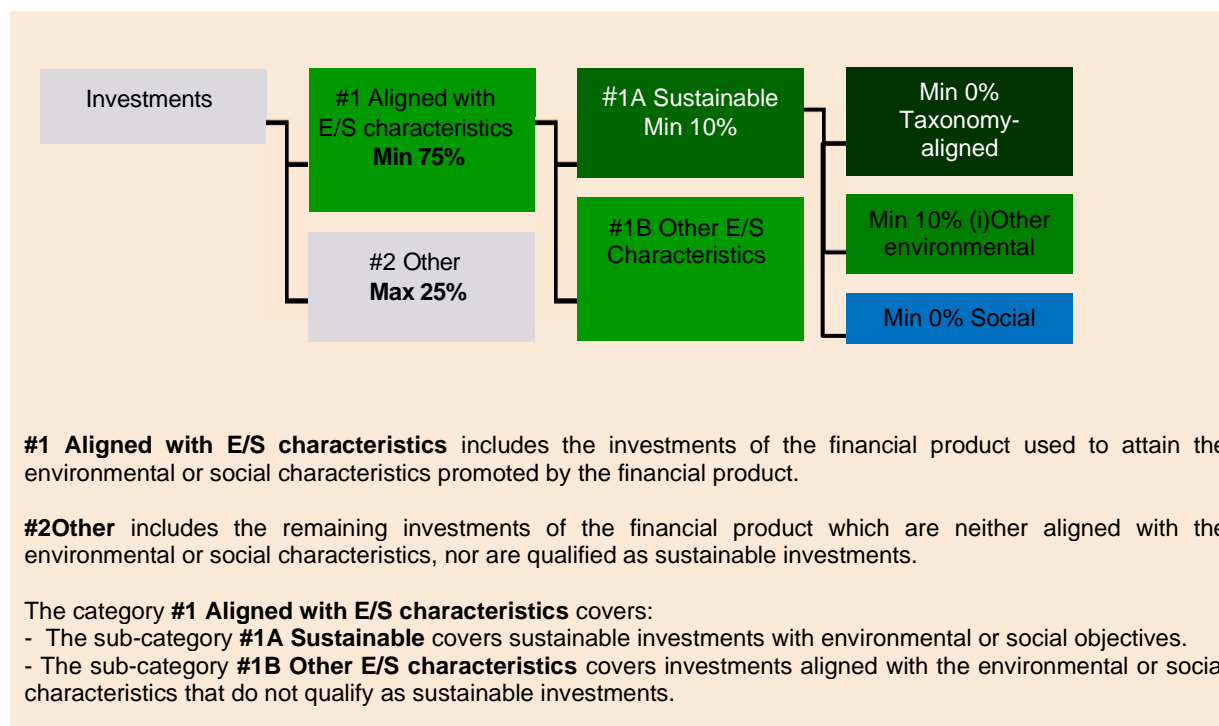 Investments
#1 Aligned with
E/S characteristics
Min 75%
#2 Other
Max 25%
#1A Sustainable
Min 10%
#1B Other E/S
Characteristics
Min 0%
Taxonomy-
aligned
Min 10% (i)Other
environmental
Min 0% Social
#1 Aligned with E/S characteristics includes the investments of the financial product used to attain the
environmental or social characteristics promoted by the financial product.
#2Other includes the remaining investments of the financial product which are neither aligned with the
environmental or social characteristics, nor are qualified as sustainable investments.
The category #1 Aligned with E/S characteristics covers:
- The sub-category #1A Sustainable covers sustainable investments with environmental or social objectives.
- The sub-category #1B Other E/S characteristics covers investments aligned with the environmental or social
characteristics that do not qualify as sustainable investments.